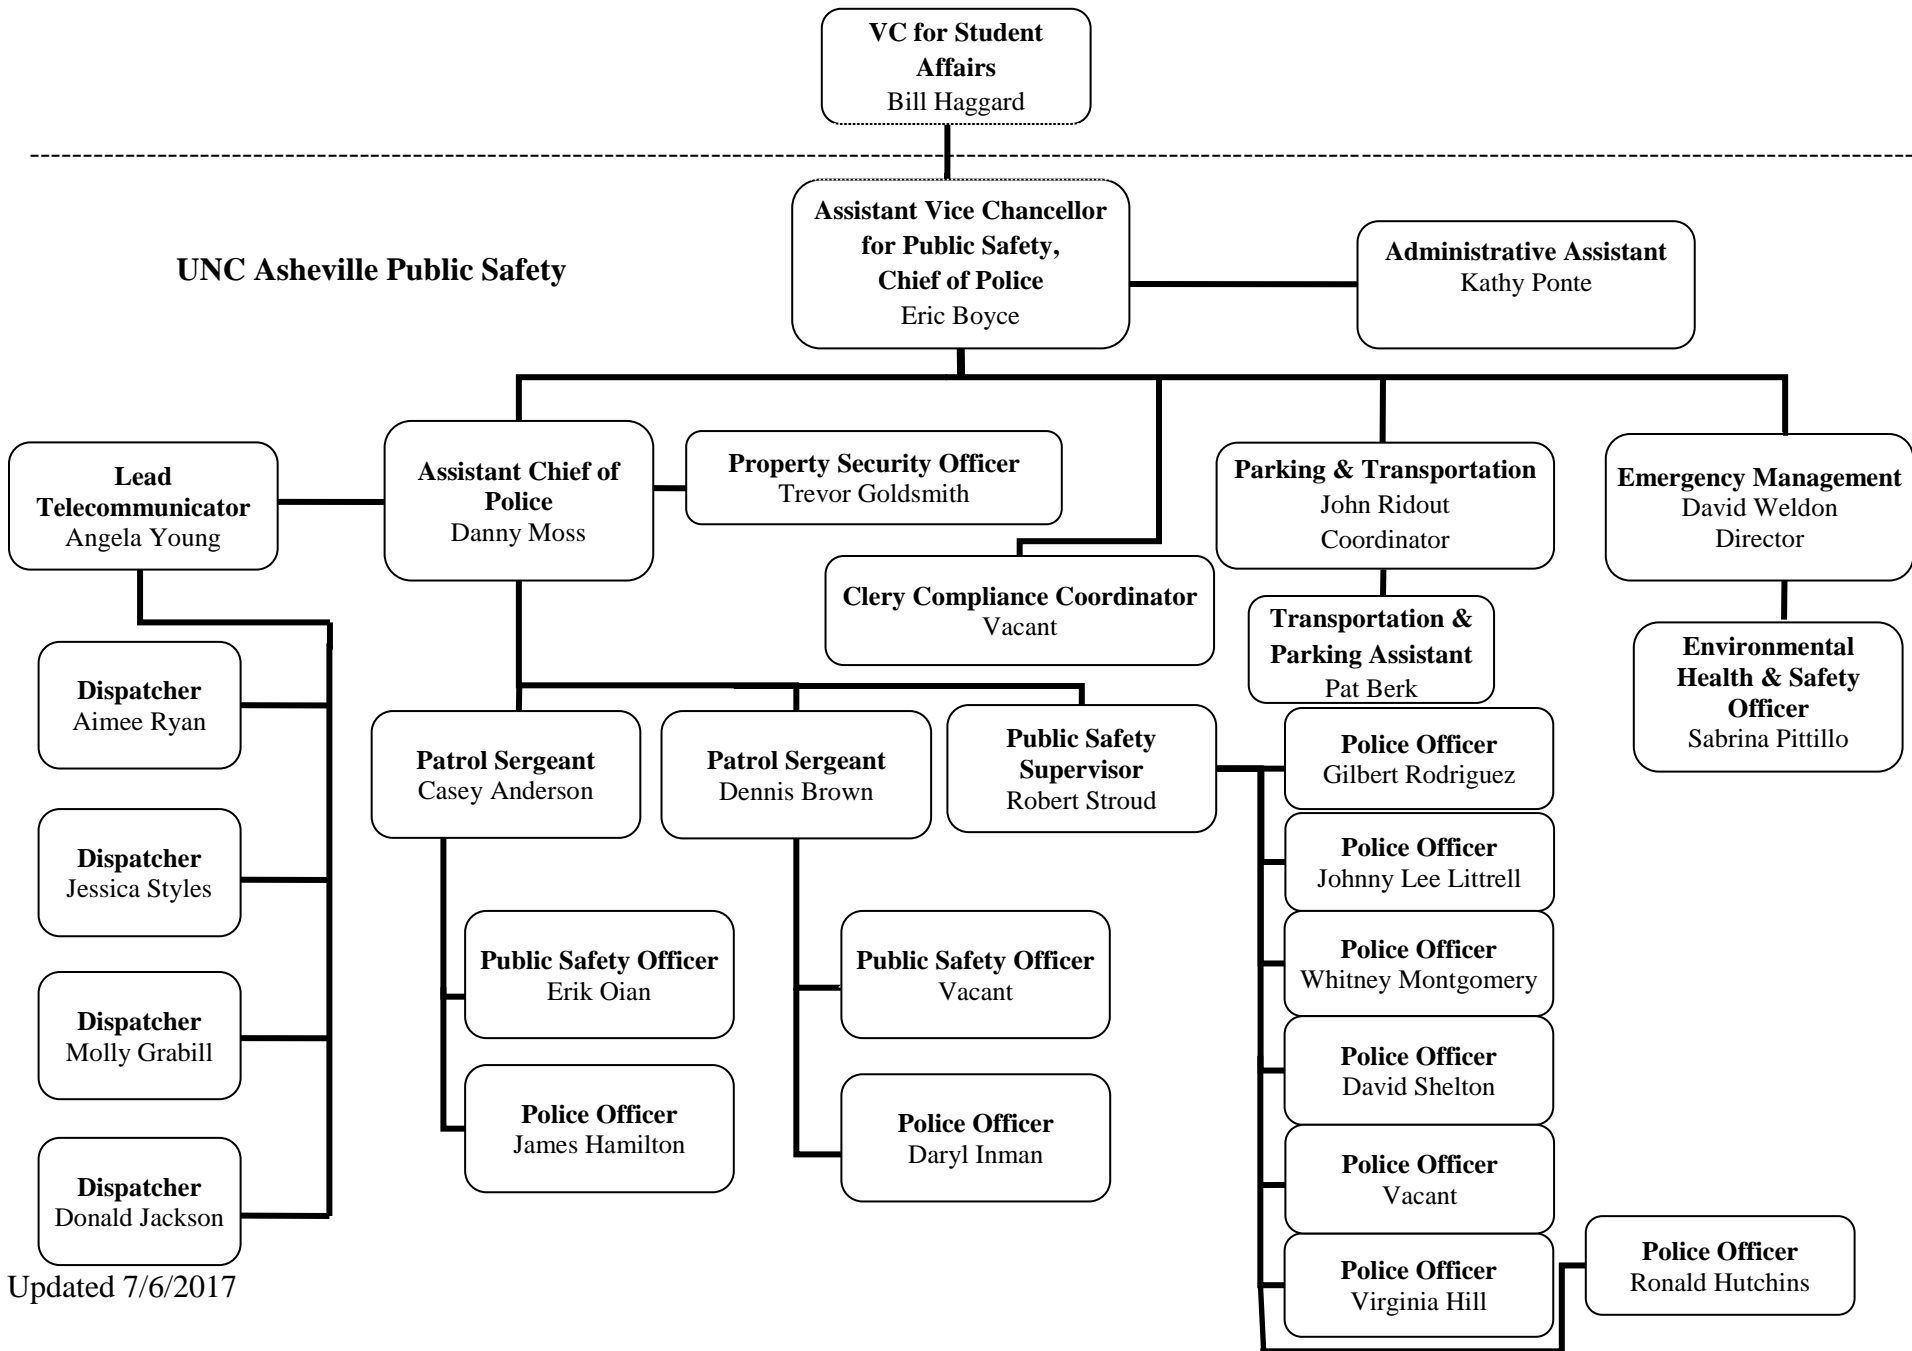 VC for Student
Affairs
Bill Haggard
UNC Asheville Public Safety
Assistant Vice Chancellor
for Public Safety,
Chief of Police
Eric Boyce
Administrative Assistant
Kathy Ponte
Lead
Telecommunicator
Angela Young
Assistant Chief of
Police
Danny Moss
Property Security Officer
Trevor Goldsmith
Clery Compliance Coordinator
Vacant
Parking & Transportation
John Ridout
Coordinator
Transportation &
Parking Assistant
Pat Berk
Emergency Management
David Weldon
Director
Environmental
Health & Safety
Officer
Sabrina Pittillo
Dispatcher
Aimee Ryan
Dispatcher
Jessica Styles
Dispatcher
Molly Grabill
Dispatcher
Donald Jackson
Patrol Sergeant
Casey Anderson
Public Safety Officer
Erik Oian
Police Officer
James Hamilton
Patrol Sergeant
Dennis Brown
Public Safety Officer
Vacant
Police Officer
Daryl Inman
Public Safety
Supervisor
Robert Stroud
Police Officer
Gilbert Rodriguez
Police Officer
Johnny Lee Littrell
Police Officer
Whitney Montgomery
Police Officer
David Shelton
Police Officer
Vacant
Police Officer
Virginia Hill
Police Officer
Ronald Hutchins
Updated 7/6/2017